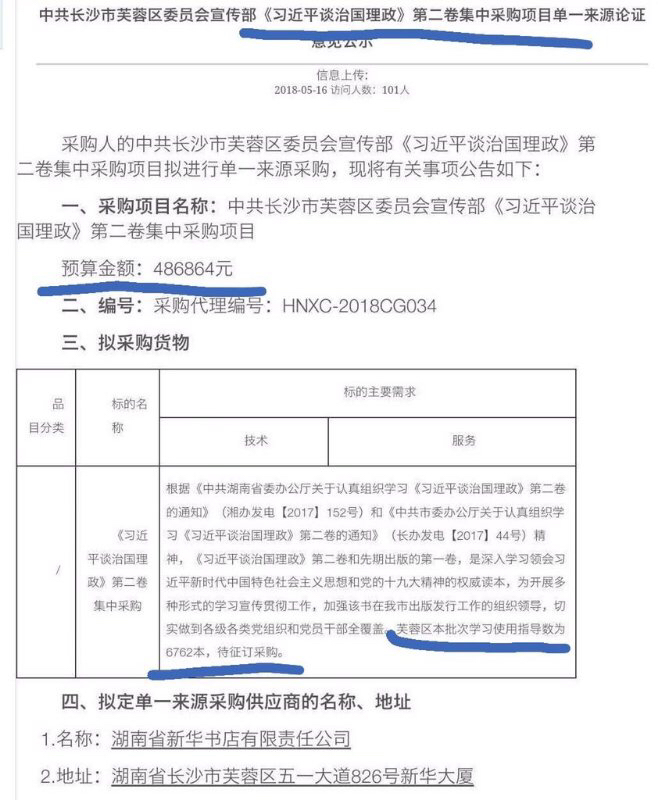 中共长沙市芙蓉区委员会宣传部《习近平谈治国理政》第二卷集中采购项目单一来源论证
意见公示
信息上传：
2018-05-16 访问人数：101人
采购人的中共长沙市芙蓉区委员会宣传部《习近平谈治国理政》第
二卷集中采购项目拟进行单一来源采购，现将有关事项公告如下：
一、采购项目名称：中共长沙市芙蓉区委员会宣传部《习近平谈治
国理政》第二卷集中采购项目
预算金额：486864元
二、编号：采购代理编号：HNXC-2018CG034
三、拟采购货物
品
目分类
标的名
称
标的主要需求
技术
服务
/
《习近
平谈治国理
政》第二卷
集中采购
根据《中共湖南省委办公厅关于认真组织学习《习近平谈治国理政》第二卷
的通知》（湘办发电【2017】152号）和《中共市委办公厅关于认真组织学
习《习近平谈治国理政》第二卷的通知》（长办发电【2017】44号）精
神，《习近平谈治国理政》第二卷和先期出版的第一卷，是深入学习领会习
近平新时代中国特色社会主义思想和党的十九大精神的权威读本，为开展多
种形式的学习宣传贯彻工作，加强该书在我市出版发行工作的组织领导，切
实做到各级各类党组织和党员干部全覆盖。芙蓉区本批次学习使用指导数为
6762本，待征订采购。
四、拟定单一来源采购供应商的名称、地址
1.名称：湖南省新华书店有限责任公司
2.地址：湖南省长沙市芙蓉区五一大道826号新华大厦